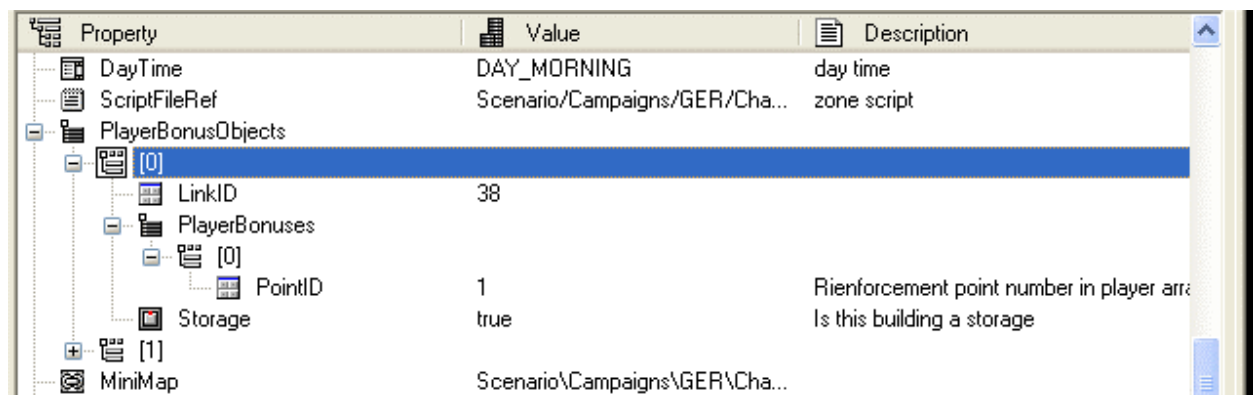 Property Value Description
DayTime DAY_MORNING day time
ScriptFileRef Scenario/Campaigns/GER/Cha... zone script
PlayerBonusObjects
[0]
LinkID 38
PlayerBonuses
[0]
PointID 1 Rienforcement point number in player arra
Storage true Is this building a storage
[1]
MiniMap Scenario\Campaigns\GER\Cha...